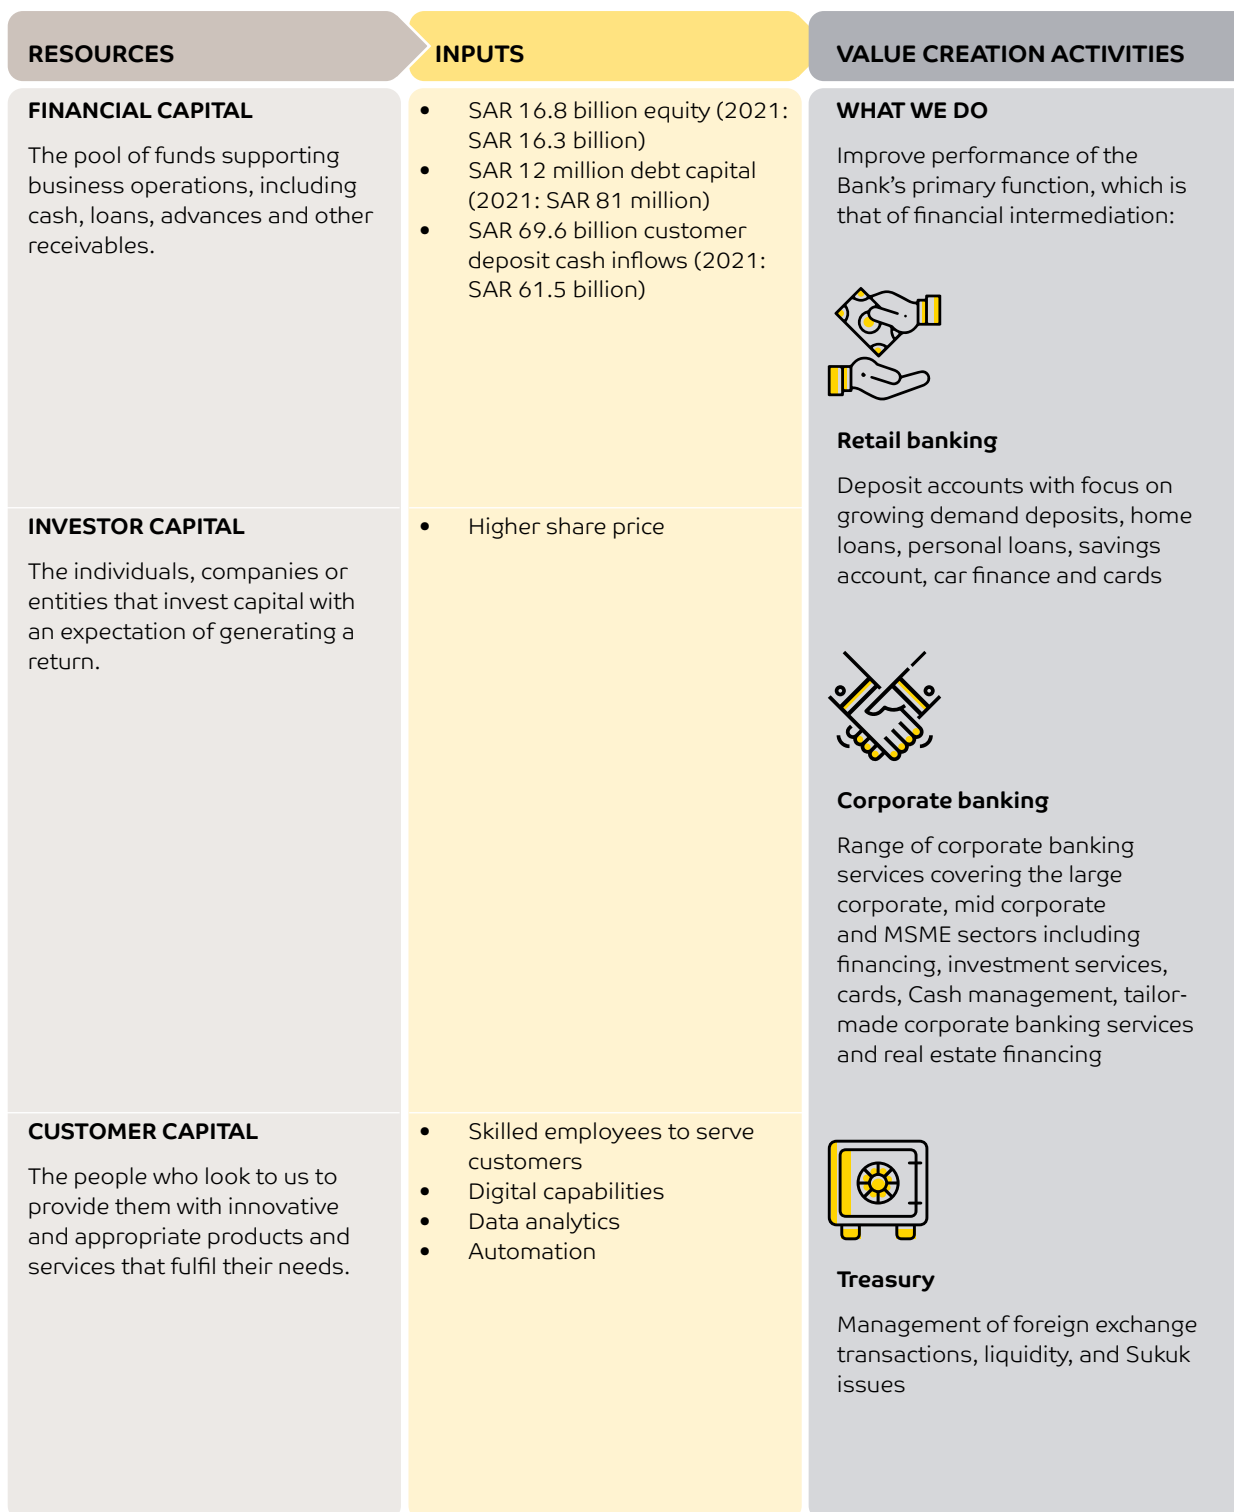 RESOURCES
INPUTS
VALUE CREATION ACTIVITIES
FINANCIAL CAPITAL
The pool of funds supporting
business operations, including
cash, loans, advances and other
receivables.
• SAR 16.8 billion equity (2021:
SAR 16.3 billion)
• SAR 12 million debt capital
(2021: SAR 81 million)
• SAR 69.6 billion customer
deposit cash inflows (2021:
SAR 61.5 billion)
INVESTOR CAPITAL
The individuals, companies or
entities that invest capital with
an expectation of generating a
return.
• Higher share price
CUSTOMER CAPITAL
The people who look to us to
provide them with innovative
and appropriate products and
services that fulfil their needs.
• Skilled employees to serve
customers
• Digital capabilities
• Data analytics
• Automation
WHAT WE DO
Improve performance of the
Bank's primary function, which is
that of financial intermediation:
Retail banking
Deposit accounts with focus on
growing demand deposits, home
loans, personal loans, savings
account, car finance and cards
Corporate banking
Range of corporate banking
services covering the large
corporate, mid corporate
and MSME sectors including
financing, investment services,
cards, Cash management, tailor-
made corporate banking services
and real estate financing
Treasury
Management of foreign exchange
transactions, liquidity, and Sukuk
issues